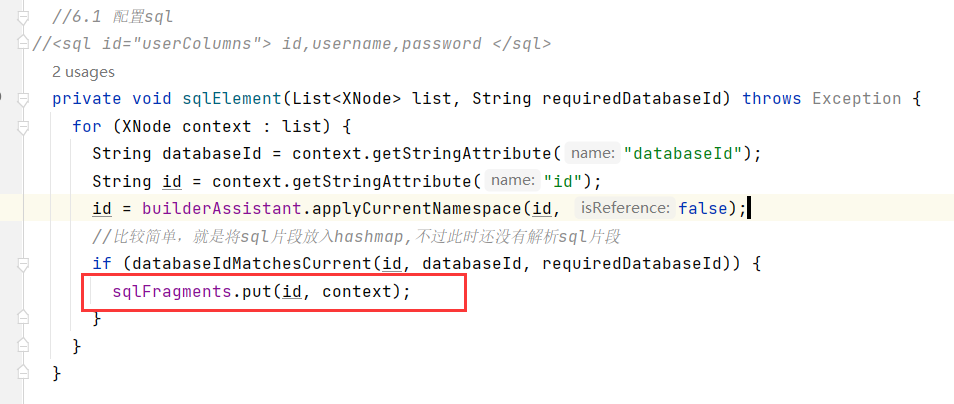 //6.1 配置sql
//<sql id="userColumns"> id,username,password </sql>
2 usages
private void sqlElement(List<XNode> list, String requiredDatabaseId) throws Exception {
for (XNode context : list) {
String databaseId = context.getStringAttribute( name: "databaseId");
String id = context.getStringAttribute( name: "id");
id = builderAssistant.applyCurrentNamespace(id, isReference: false);
//比较简单，就是将sql片段放入hashmap,不过此时还没有解析sql片段
if (databaseIdMatchesCurrent(id, databaseId, requiredDatabaseId)) {
sqlFragments.put(id, context);
}
}
}